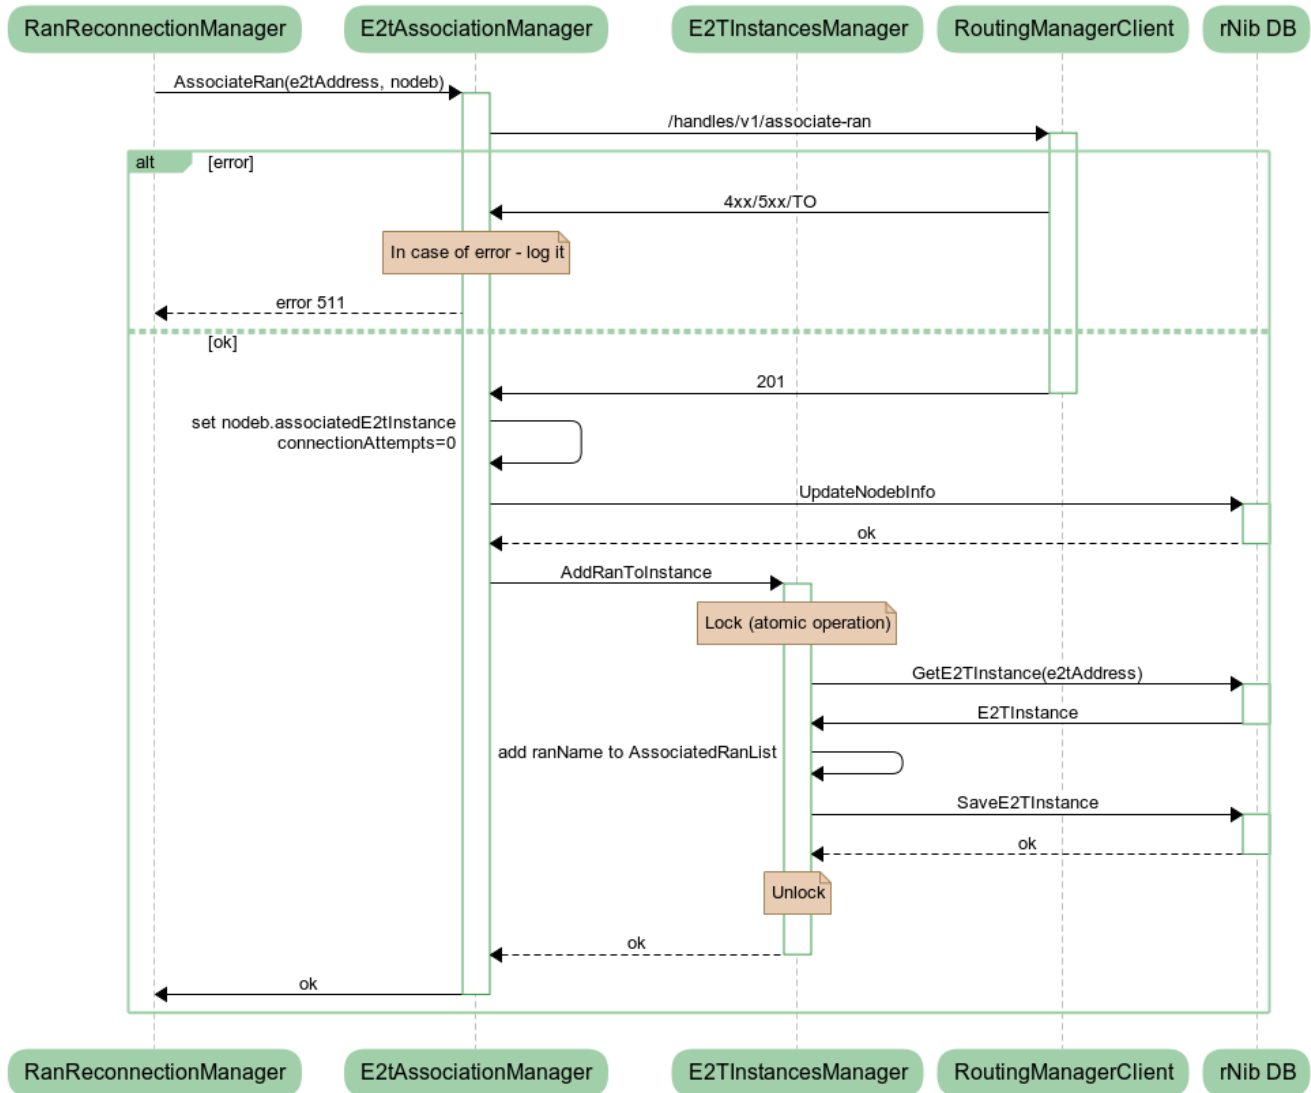 RanReconnectionManager
E2tAssociationManager
E2TInstancesManager
RoutingManagerClient
rNib DB
AssociateRan(e2tAddress, nodeb)
/handles/v1/associate-ran
alt
[error]
4xx/5xx/TO
In case of error - log it
error 511
[ok]
201
set nodeb.associatedE2tInstance
connectionAttempts=0
UpdateNodebInfo
ok
AddRanToInstance
Lock (atomic operation)
GetE2TInstance(e2tAddress)
E2TInstance
add ranName to AssociatedRanList
SaveE2TInstance
ok
Unlock
ok
ok
RanReconnectionManager
E2tAssociationManager
E2TInstancesManager
RoutingManagerClient
rNib DB